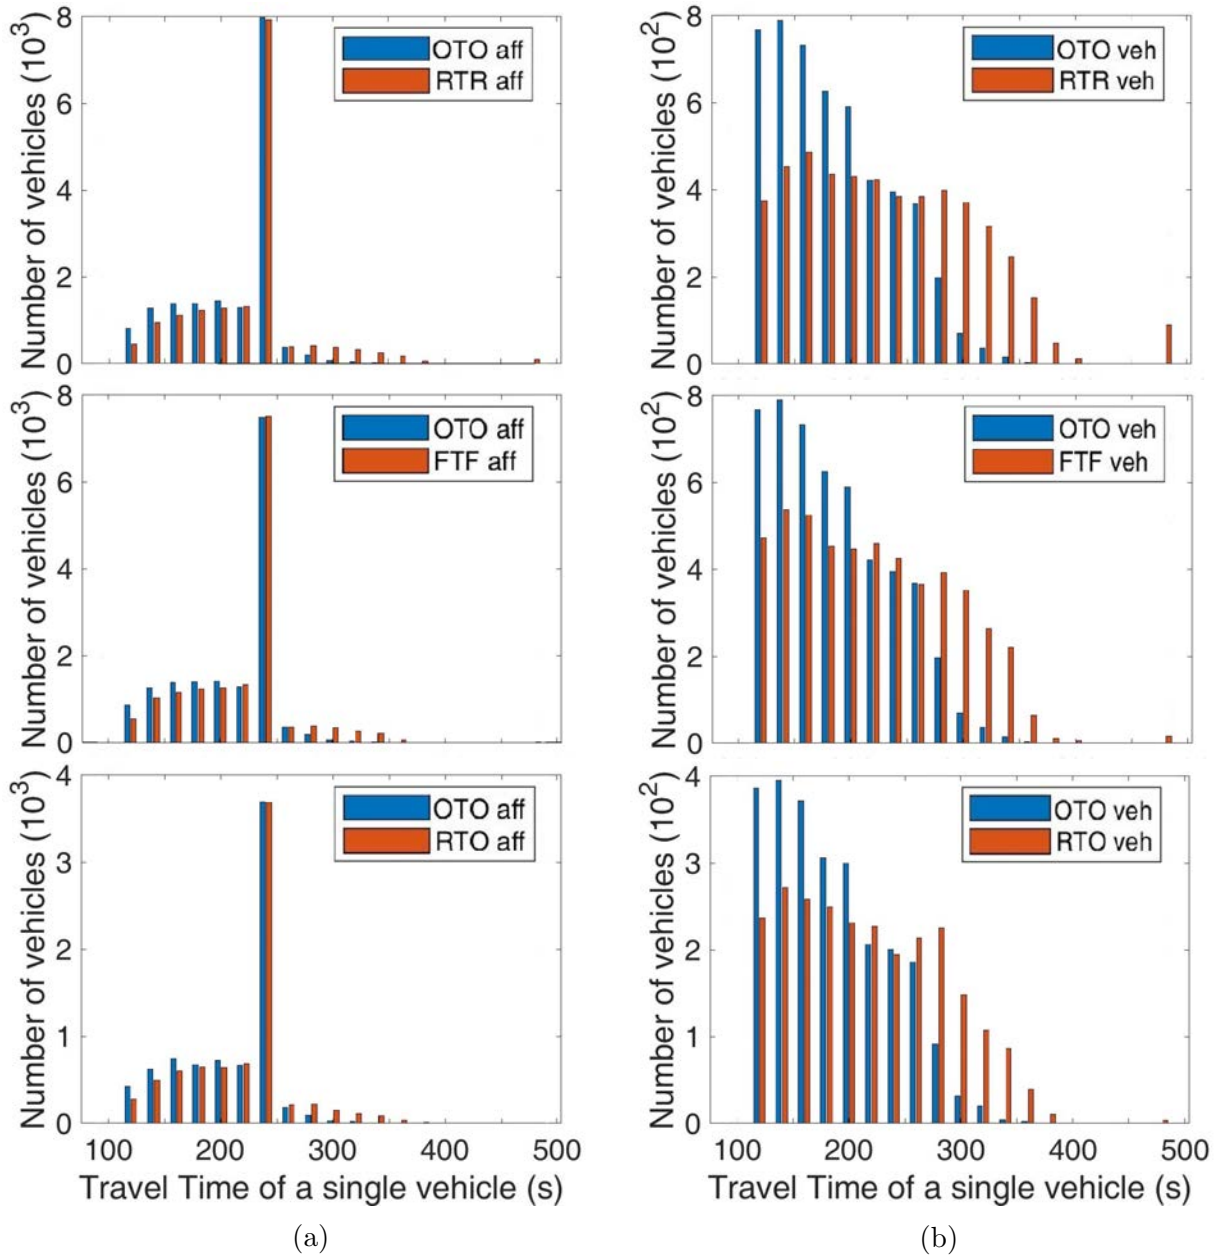 Number of vehicles (10^3)
8
6
4
2
0
OTO aff
RTR aff
Number of vehicles (10^2)
8
6
4
2
0
OTO veh
RTR veh
Number of vehicles (10^3)
8
6
4
2
0
OTO aff
FTF aff
Number of vehicles (10^2)
8
6
4
2
0
OTO veh
FTF veh
Number of vehicles (10^3)
4
3
2
1
0
OTO aff
RTO aff
100 200 300 400 500
Travel Time of a single vehicle (s)
(a)
Number of vehicles (10^2)
4
3
2
1
0
OTO veh
RTO veh
100 200 300 400 500
Travel Time of a single vehicle (s)
(b)